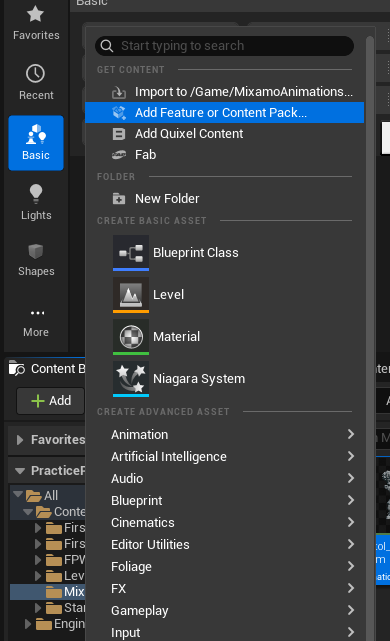 Basic
Favorites
Recent
Basic
Lights
Shapes
More
Start typing to search
GET CONTENT
Import to /Game/MixamoAnimations...
Add Feature or Content Pack...
Add Quixel Content
Fab
FOLDER
New Folder
CREATE BASIC ASSET
Blueprint Class
Level
Material
Niagara System
CREATE ADVANCED ASSET
Animation
Artificial Intelligence
Audio
Blueprint
Cinematics
Editor Utilities
Foliage
FX
Gameplay
Input
Content B
Add
Favorites
PracticeP
All
Conte
First
First
FPW
Leve
Mix
Star
Engin